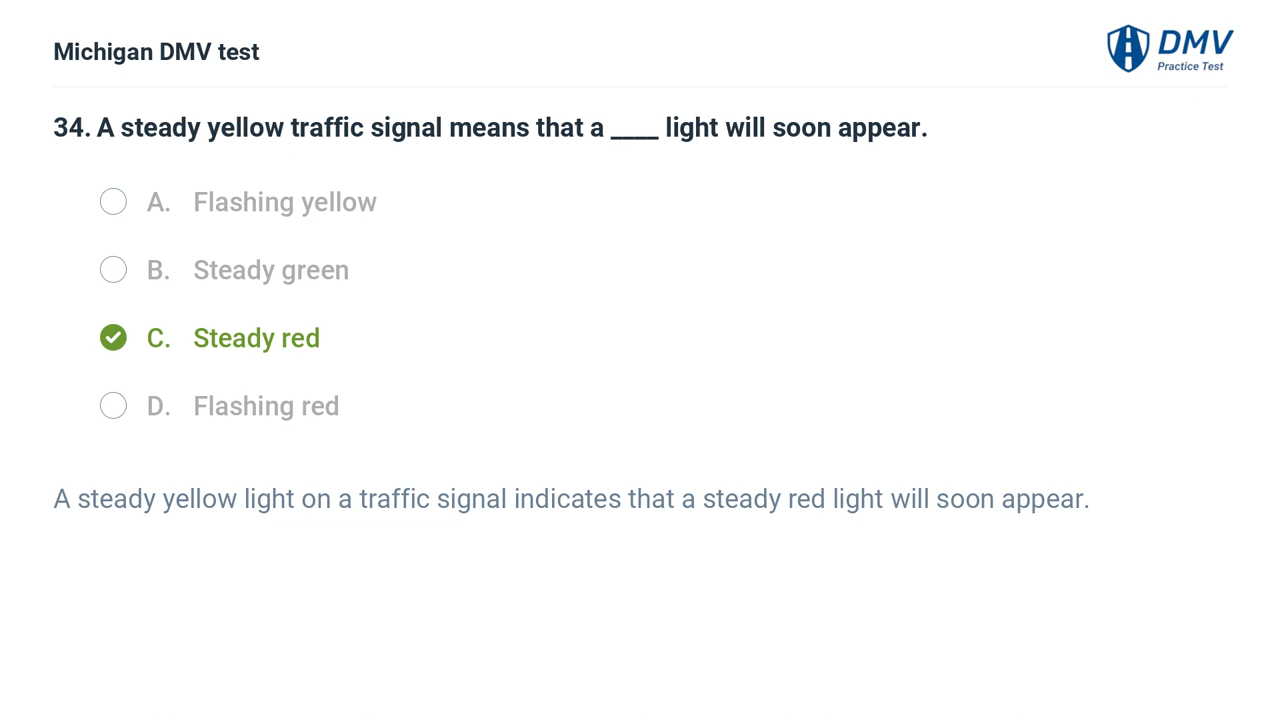 Michigan DMV test
DMV
Practice Test
34. A steady yellow traffic signal means that a ____ light will soon appear.
A. Flashing yellow
B. Steady green
C. Steady red
D. Flashing red
A steady yellow light on a traffic signal indicates that a steady red light will soon appear.